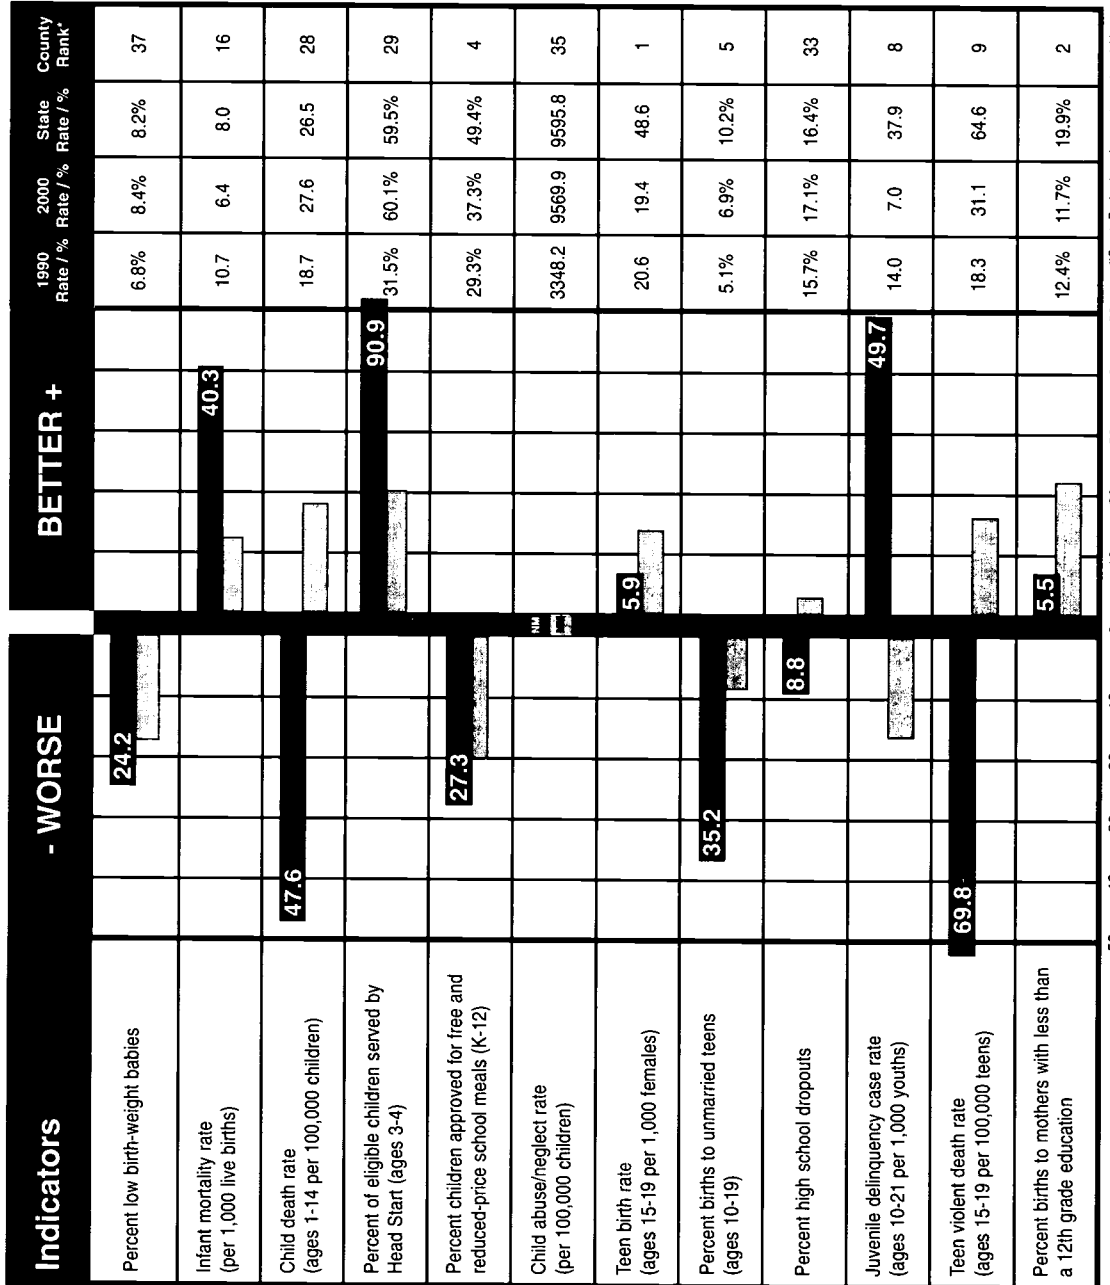 Indicators - WORSE BETTER + 1990 Rate / % 2000 Rate / % State Rate / % County Rank*
Percent low birth-weight babies 24.2 6.8% 8.4% 8.2% 37
Infant mortality rate
(per 1,000 live births) 40.3 10.7 6.4 8.0 16
Child death rate
(ages 1-14 per 100,000 children) 47.6 18.7 27.6 26.5 28
Percent of eligible children served by
Head Start (ages 3-4) 90.9 31.5% 60.1% 59.5% 29
Percent children approved for free and
reduced-price school meals (K-12) 27.3 29.3% 37.3% 49.4% 4
Child abuse/neglect rate
(per 100,000 children) NM 3348.2 9569.9 9595.8 35
Teen birth rate
(ages 15-19 per 1,000 females) 5.9 20.6 19.4 48.6 1
Percent births to unmarried teens
(ages 10-19) 35.2 5.1% 6.9% 10.2% 5
Percent high school dropouts 8.8 15.7% 17.1% 16.4% 33
Juvenile delinquency case rate
(ages 10-21 per 1,000 youths) 49.7 14.0 7.0 37.9 8
Teen violent death rate
(ages 15-19 per 100,000 teens) 69.8 18.3 31.1 64.6 9
Percent births to mothers with less than
a 12th grade education 5.5 12.4% 11.7% 19.9% 2